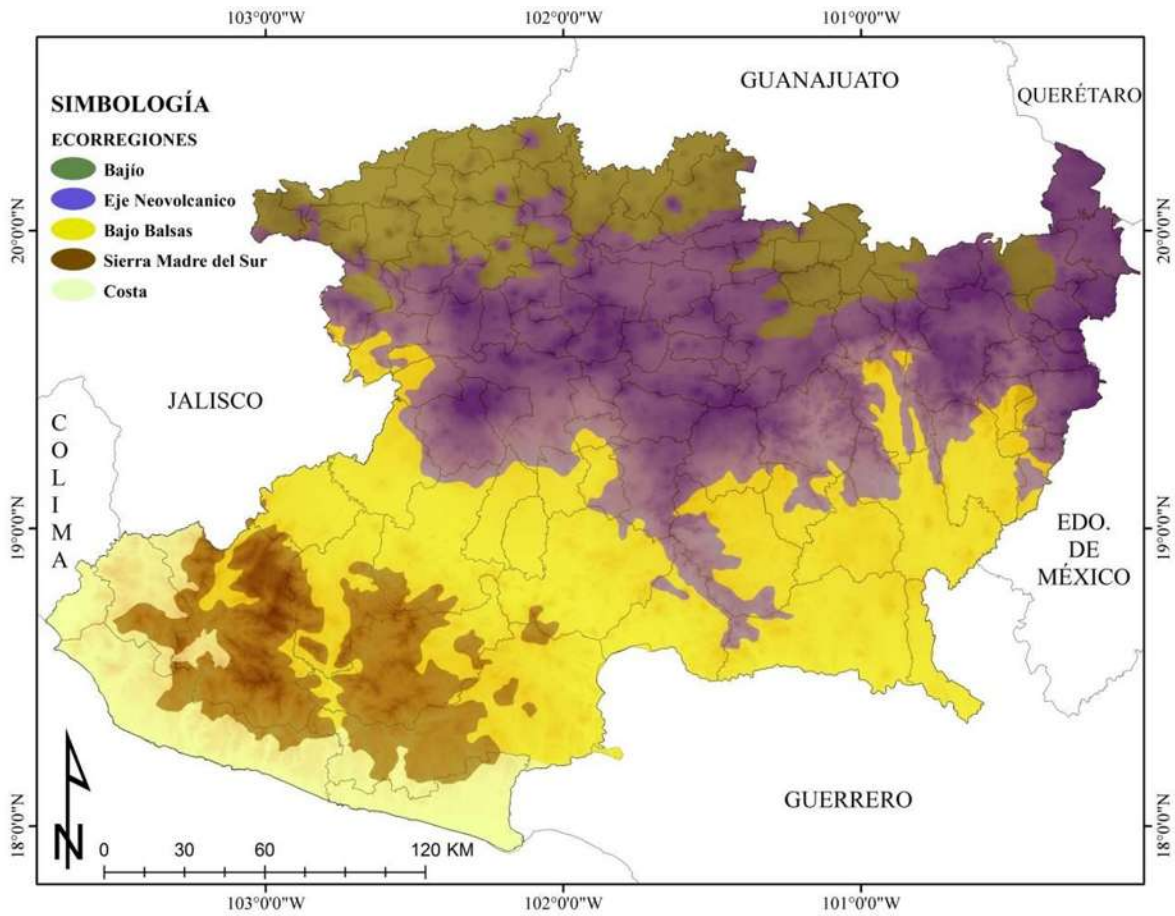 103°0'0"W
102°0'0"W
101°0'0"W
GUANAJUATO
QUERÉTARO
SIMBOLOGÍA
ECORREGIONES
Bajío
Eje Neovolcanico
Bajo Balsas
Sierra Madre del Sur
Costa
20°0'0"N
20°0'0"N
JALISCO
COLIMA
19°0'0"N
19°0'0"N
EDO.
DE
MÉXICO
GUERRERO
18°0'0"N
18°0'0"N
N
0 30 60 120 KM
103°0'0"W
102°0'0"W
101°0'0"W